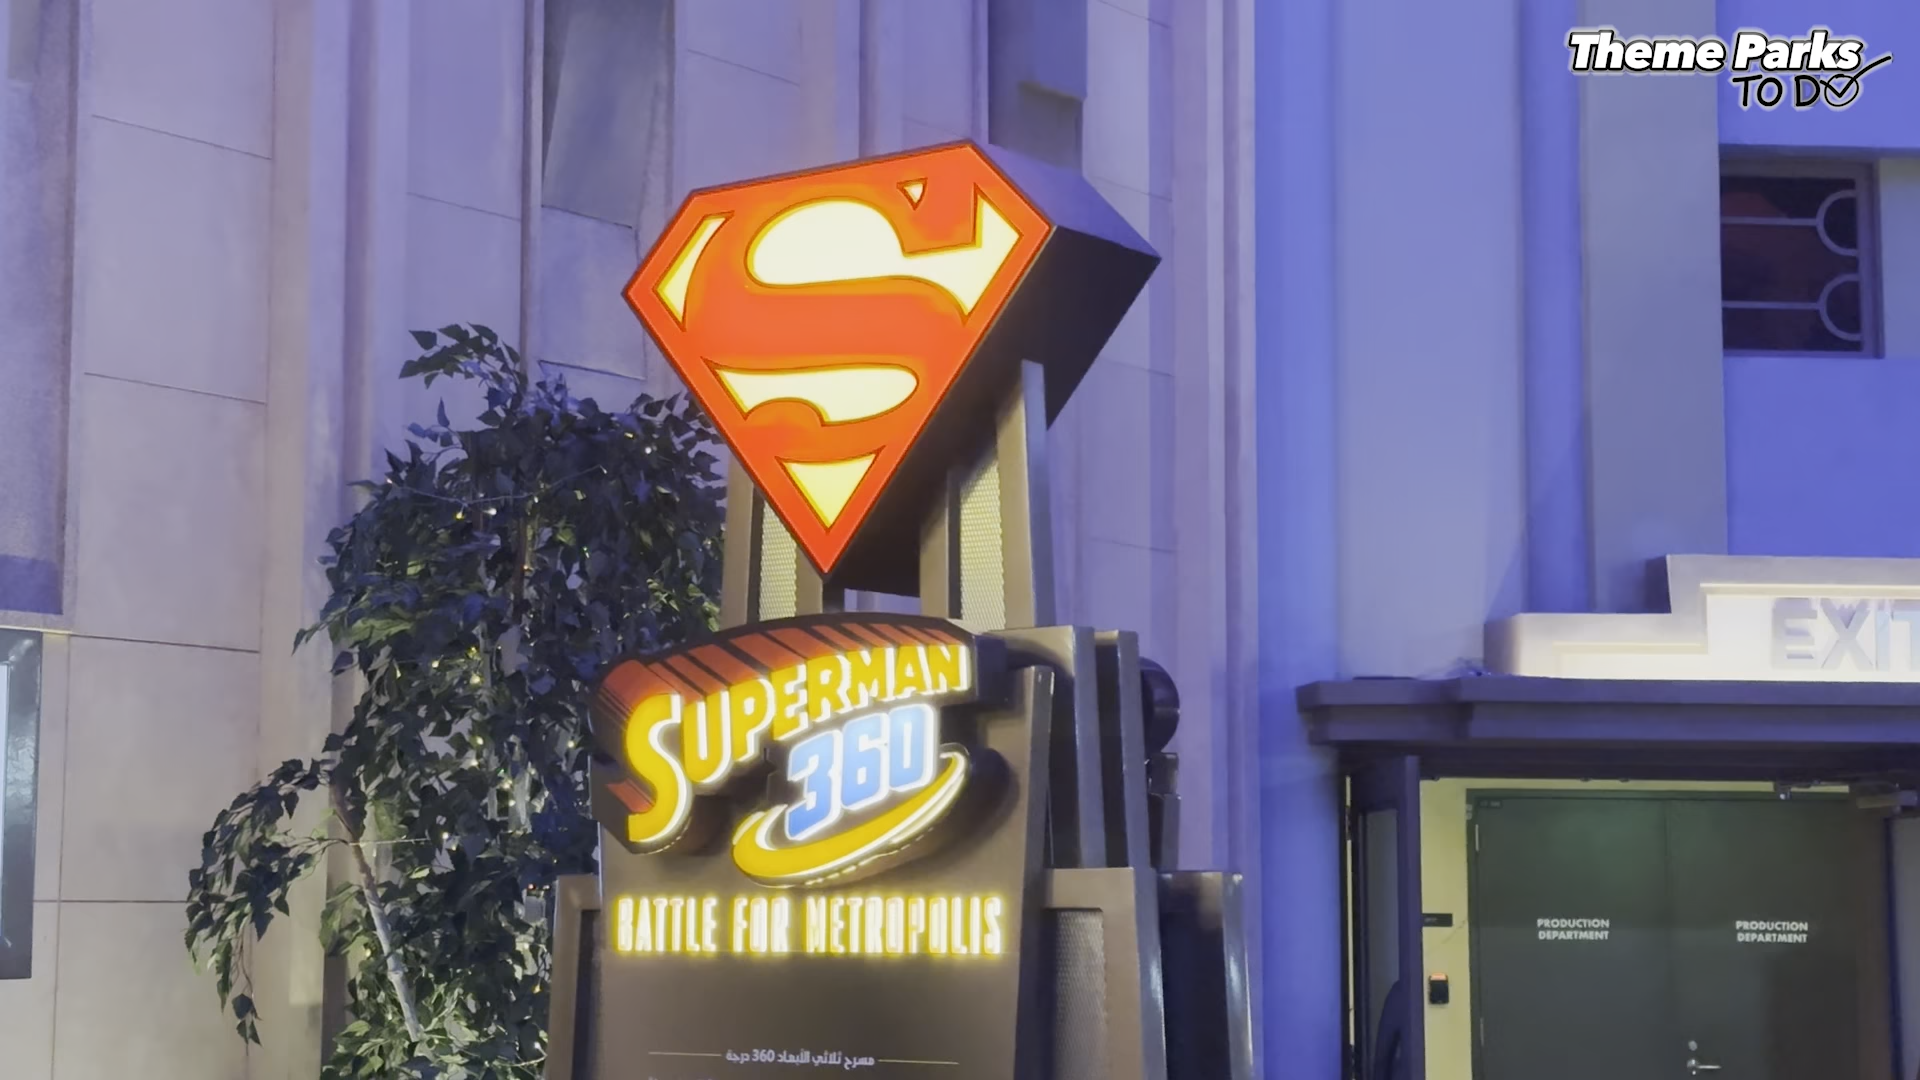 Theme Parks
TO DO
S
SUPERMAN
360
BATTLE FOR METROPOLIS
مسرح ثلاثي الأبعاد 360 درجة
EXIT
PRODUCTION
DEPARTMENT
PRODUCTION
DEPARTMENT